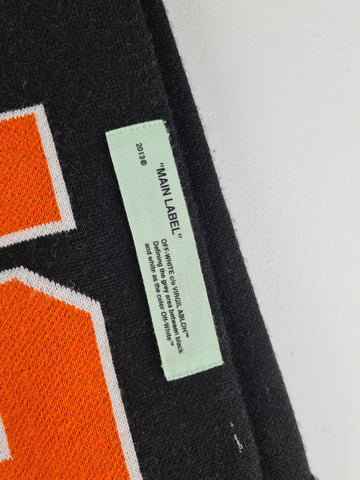 2013©
"MAIN LABEL"
OFF-WHITE c/o VIRGIL ABLOH™
Defining the grey area between black
and white as the color Off-White™